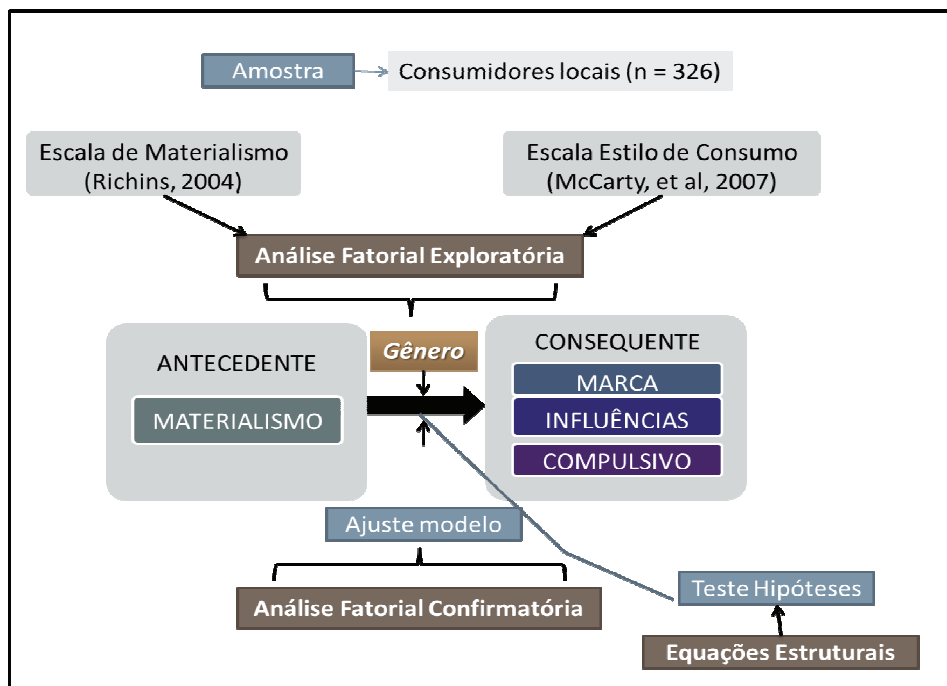 Amostra
Consumidores locais (n = 326)
Escala de Materialismo
(Richins, 2004)
Escala Estilo de Consumo
(McCarty, et al, 2007)
Análise Fatorial Exploratória
ANTECEDENTE
MATERIALISMO
Gênero
CONSEQUENTE
MARCA
INFLUÊNCIAS
COMPULSIVO
Ajuste modelo
Análise Fatorial Confirmatória
Teste Hipóteses
Equações Estruturais